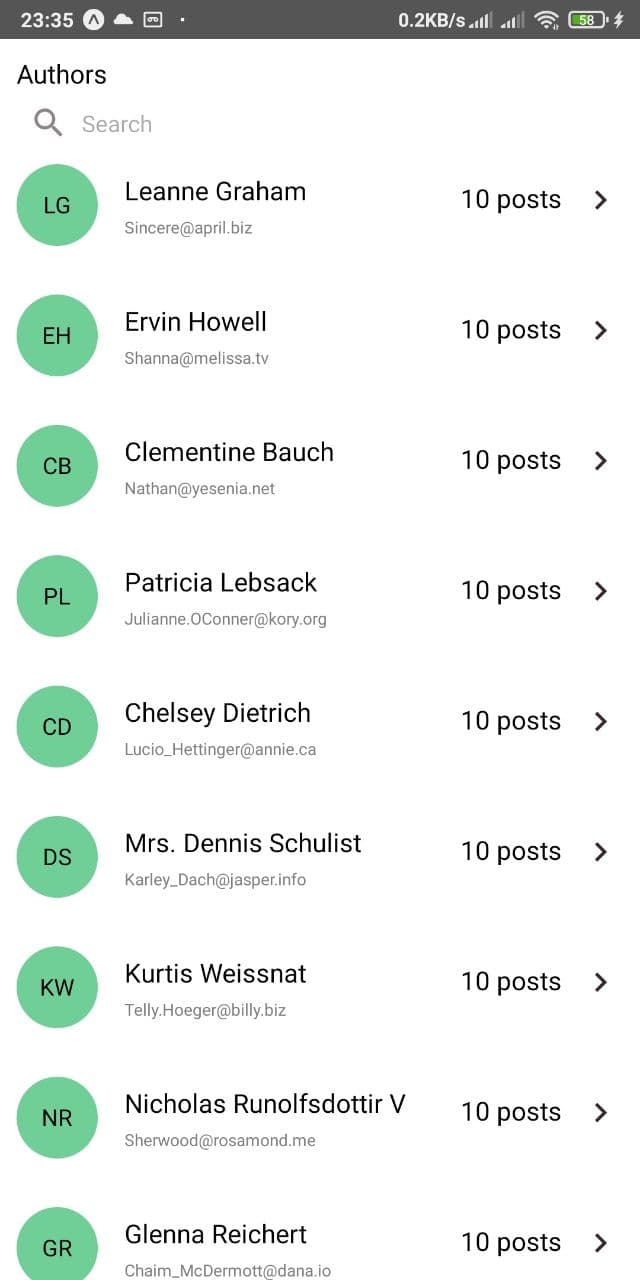 23:35 0.2KB/s 58
Authors
Search
LG Leanne Graham 10 posts
Sincere@april.biz
EH Ervin Howell 10 posts
Shanna@melissa.tv
CB Clementine Bauch 10 posts
Nathan@yesenia.net
PL Patricia Lebsack 10 posts
Julianne.OConner@kory.org
CD Chelsey Dietrich 10 posts
Lucio_Hettinger@annie.ca
DS Mrs. Dennis Schulist 10 posts
Karley_Dach@jasper.info
KW Kurtis Weissnat 10 posts
Telly.Hoeger@billy.biz
NR Nicholas Runolfsdottir V 10 posts
Sherwood@rosamond.me
GR Glenna Reichert 10 posts
Chaim_McDermott@dana.io